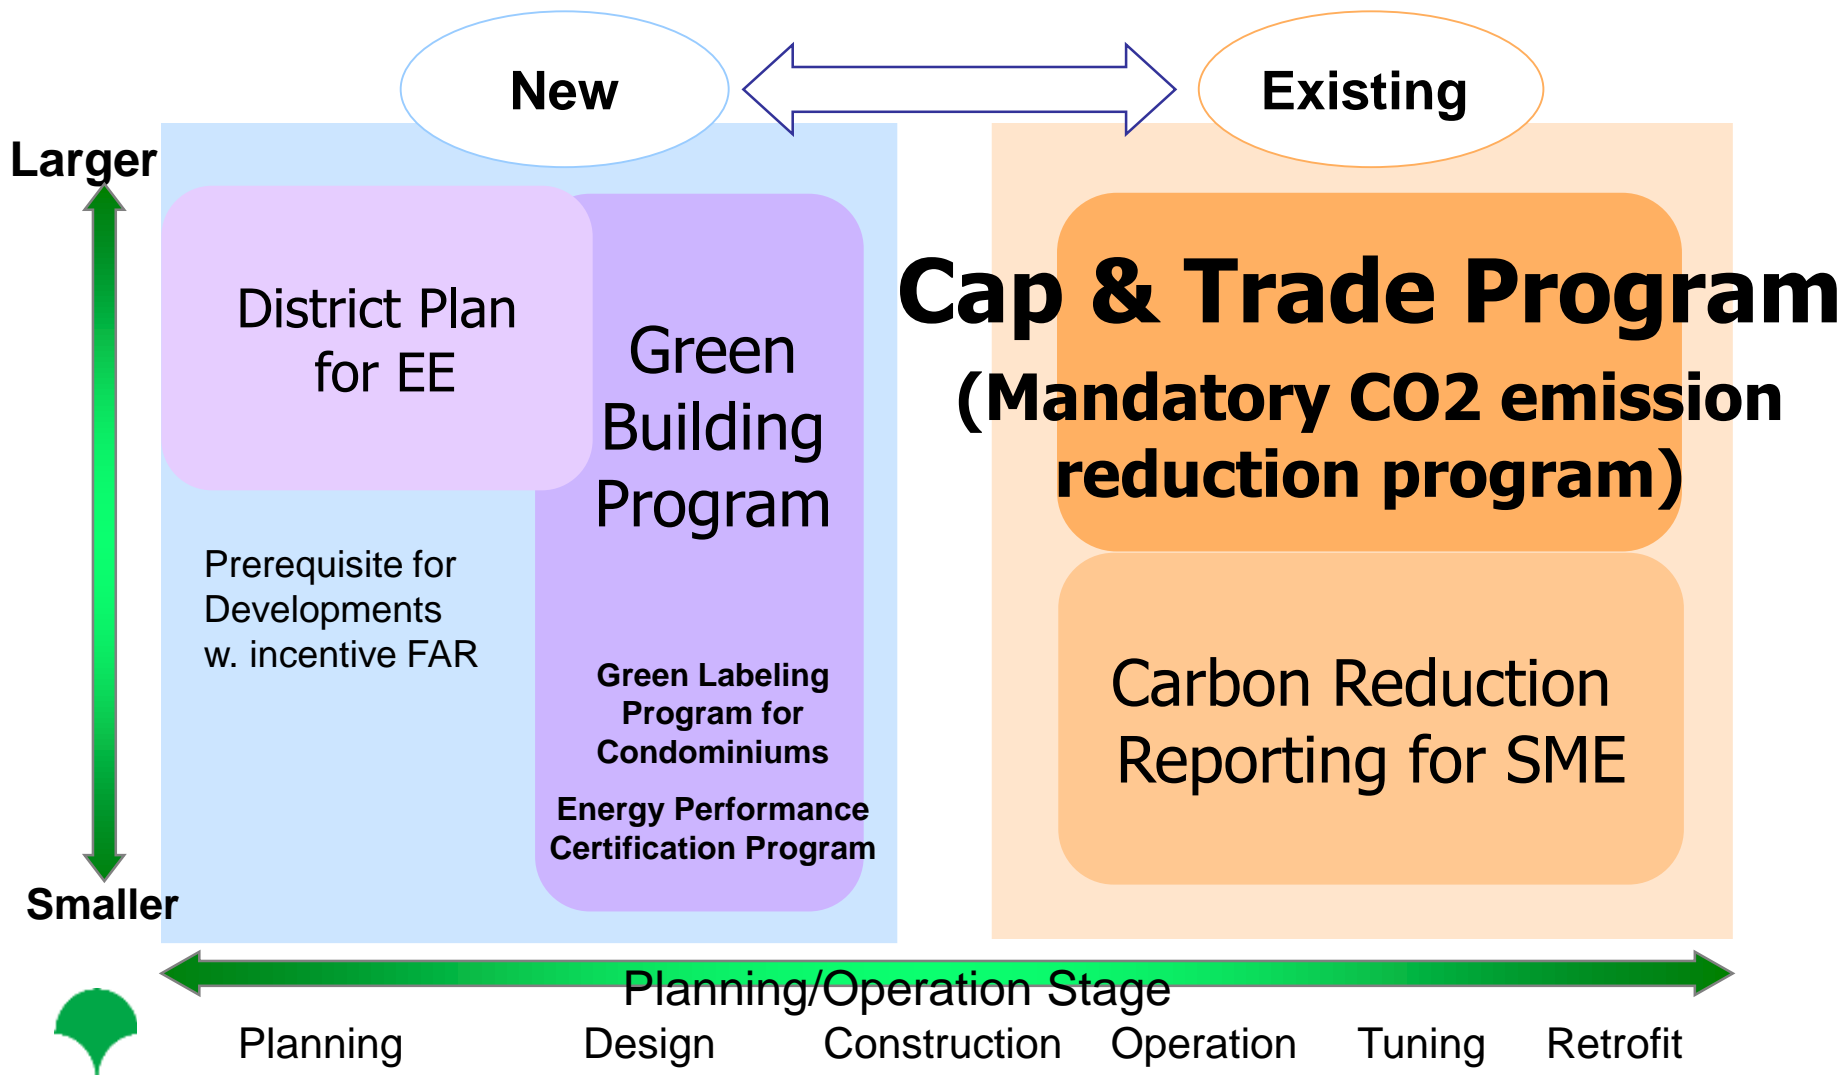 New
Existing
Larger
District Plan
for EE
Green
Building
Program
Cap & Trade Program
(Mandatory CO2 emission
reduction program)
Prerequisite for
Developments
w. incentive FAR
Green Labeling
Program for
Condominiums
Energy Performance
Certification Program
Carbon Reduction
Reporting for SME
Smaller
Planning/Operation Stage
Planning
Design
Construction
Operation
Tuning
Retrofit